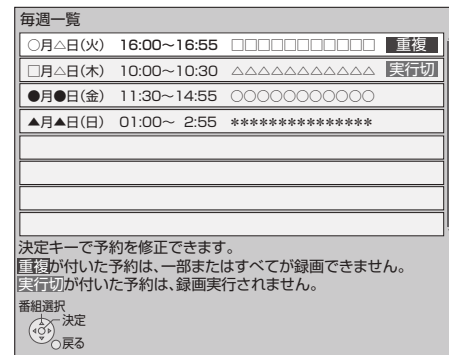 毎週一覧
○月△日(火) 16:00～16:55 □□□□□□□□□□□ 重複
□月△日(木) 10:00～10:30 △△△△△△△△△△△ 実行切
●月●日(金) 11:30～14:55 ○○○○○○○○○○○
▲月▲日(日) 01:00～ 2:55 ***************
決定キーで予約を修正できます。
重複が付いた予約は、一部またはすべてが録画できません。
実行切が付いた予約は、録画実行されません。
番組選択
決定
戻る